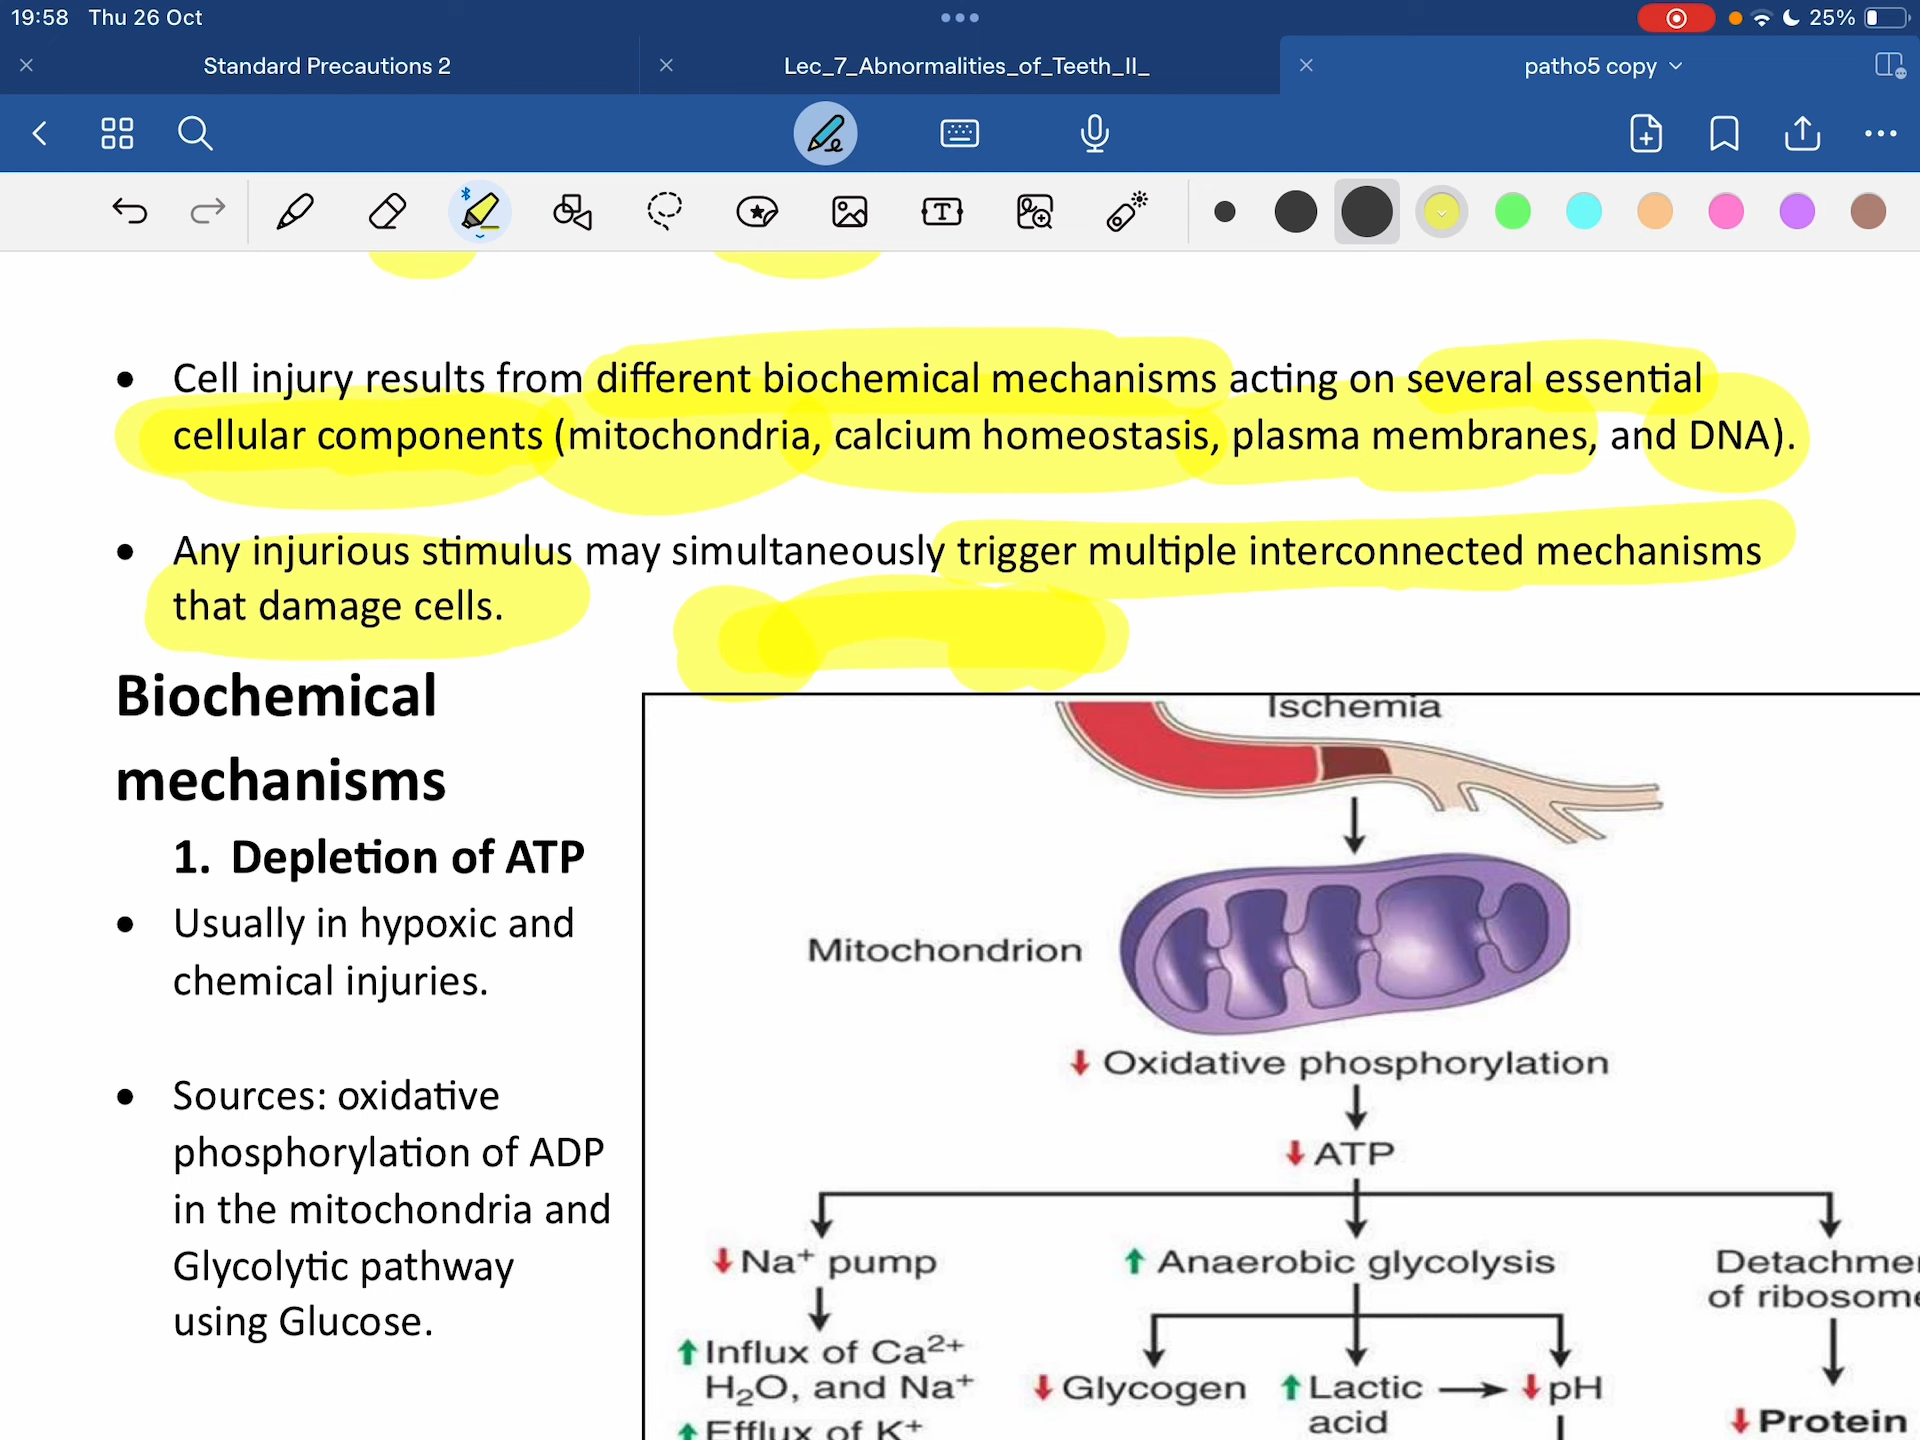 19:58 Thu 26 Oct
25%
Standard Precautions 2
Lec_7_Abnormalities_of_Teeth_II_
patho5 copy
• Cell injury results from different biochemical mechanisms acting on several essential
cellular components (mitochondria, calcium homeostasis, plasma membranes, and DNA).
• Any injurious stimulus may simultaneously trigger multiple interconnected mechanisms
that damage cells.
Biochemical
mechanisms
1. Depletion of ATP
• Usually in hypoxic and
chemical injuries.
• Sources: oxidative
phosphorylation of ADP
in the mitochondria and
Glycolytic pathway
using Glucose.
Ischemia
Mitochondrion
Oxidative phosphorylation
ATP
Na⁺ pump
Influx of Ca²⁺
H₂O, and Na⁺
Efflux of K⁺
Anaerobic glycolysis
Glycogen
Lactic
acid
pH
of
Protein